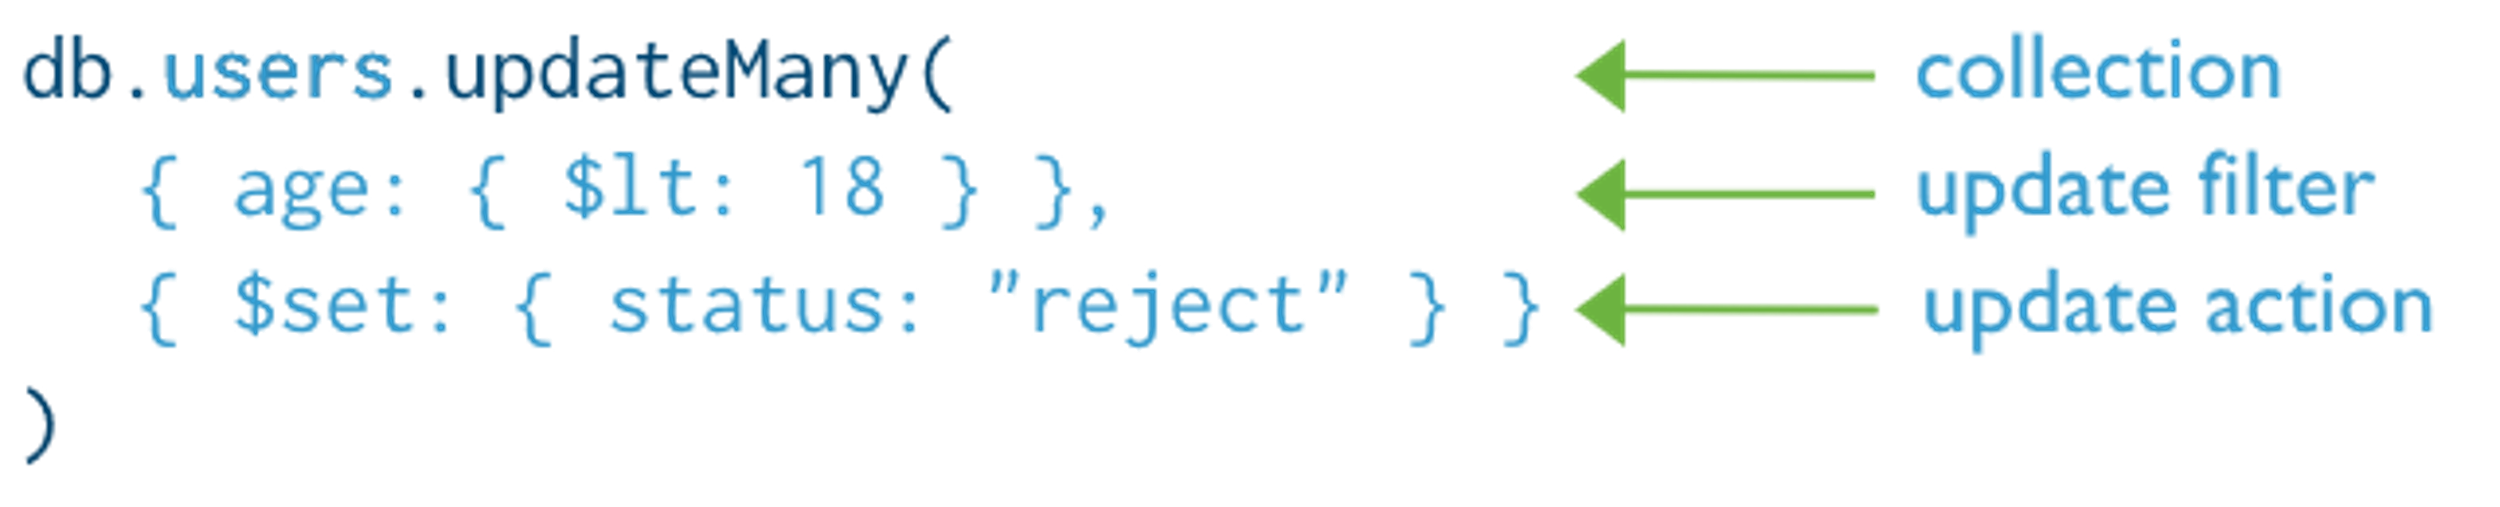 db.users.updateMany( collection
{ age: { $lt: 18 } }, update filter
{ $set: { status: "reject" } } update action
)